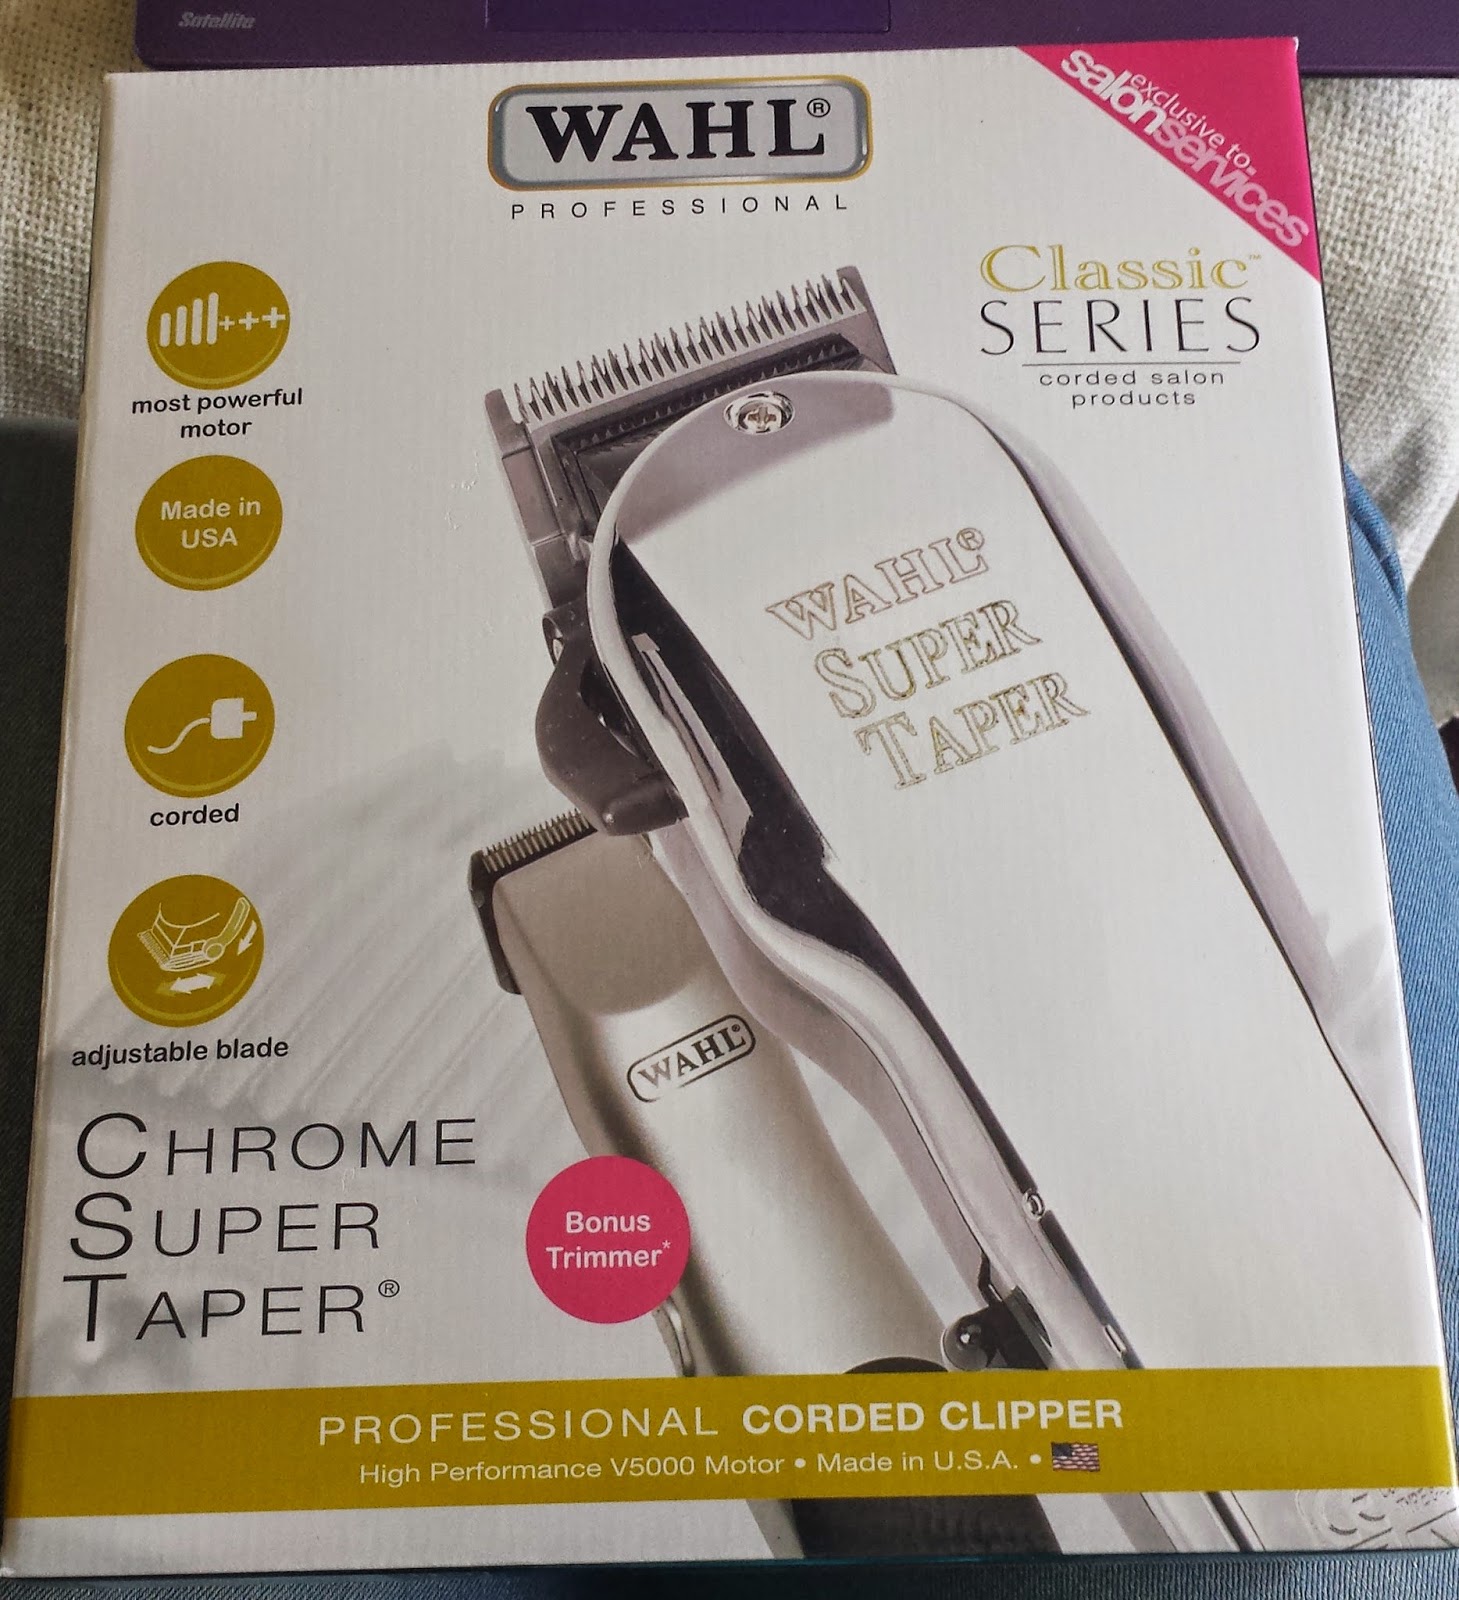 Satellite
WAHL®
PROFESSIONAL
exclusive to
salonservices
Classic™
SERIES
corded salon
products
+++
most powerful
motor
Made in
USA
corded
adjustable blade
WAHL®
SUPER
TAPER
WAHL®
CHROME
SUPER
TAPER®
Bonus
Trimmer*
PROFESSIONAL CORDED CLIPPER
High Performance V5000 Motor • Made in U.S.A. •